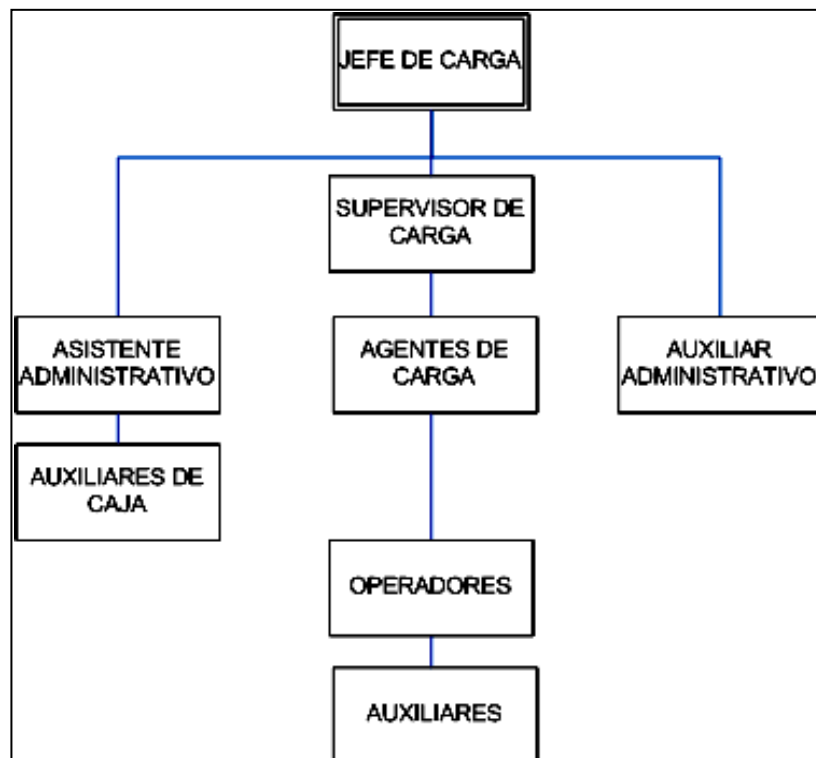 JEFE DE CARGA
SUPERVISOR DE
CARGA
ASISTENTE
ADMINISTRATIVO
AGENTES DE
CARGA
AUXILIAR
ADMINISTRATIVO
AUXILIARES DE
CAJA
OPERADORES
AUXILIARES